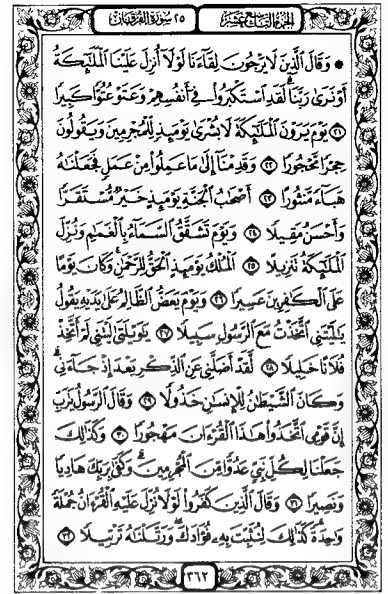 الجزء التاسع عشر ٢٥ سورة الفرقان
• وَقَالَ الَّذِينَ لَا يَرْجُونَ لِقَاءَنَا لَوْلَا أُنزِلَ عَلَيْنَا الْمَلَٰئِكَةُ
أَوْ نَرَىٰ رَبَّنَا لَقَدِ اسْتَكْبَرُوا فِي أَنفُسِهِمْ وَعَتَوْ عُتُوًّا كَبِيرًا
٢١ يَوْمَ يَرَوْنَ الْمَلَٰئِكَةَ لَا بُشْرَىٰ يَوْمَئِذٍ لِّلْمُجْرِمِينَ وَيَقُولُونَ
حِجْرًا مَّحْجُورًا ٢٢ وَقَدِمْنَا إِلَىٰ مَا عَمِلُوا مِنْ عَمَلٍ فَجَعَلْنَٰهُ
هَبَاءً مَّنثُورًا ٢٣ أَصْحَٰبُ الْجَنَّةِ يَوْمَئِذٍ خَيْرٌ مُّسْتَقَرًّا
وَأَحْسَنُ مَقِيلًا ٢٤ وَيَوْمَ تَشَقَّقُ السَّمَاءُ بِالْغَمَٰمِ وَنُزِّلَ
الْمَلَٰئِكَةُ تَنزِيلًا ٢٥ الْمُلْكُ يَوْمَئِذٍ الْحَقُّ لِلرَّحْمَٰنِ وَكَانَ يَوْمًا
عَلَى الْكَٰفِرِينَ عَسِيرًا ٢٦ وَيَوْمَ يَعَضُّ الظَّالِمُ عَلَىٰ يَدَيْهِ يَقُولُ
يَٰلَيْتَنِي اتَّخَذْتُ مَعَ الرَّسُولِ سَبِيلًا ٢٧ يَٰوَيْلَتَىٰ لَيْتَنِي لَمْ أَتَّخِذْ
فُلَانًا خَلِيلًا ٢٨ لَّقَدْ أَضَلَّنِي عَنِ الذِّكْرِ بَعْدَ إِذْ جَاءَنِي
وَكَانَ الشَّيْطَٰنُ لِلْإِنسَٰنِ خَذُولًا ٢٩ وَقَالَ الرَّسُولُ يَٰرَبِّ
إِنَّ قَوْمِي اتَّخَذُوا هَٰذَا الْقُرْءَانَ مَهْجُورًا ٣٠ وَكَذَٰلِكَ
جَعَلْنَا لِكُلِّ نَبِيٍّ عَدُوًّا مِّنَ الْمُجْرِمِينَ وَكَفَىٰ بِرَبِّكَ هَادِيًا
وَنَصِيرًا ٣١ وَقَالَ الَّذِينَ كَفَرُوا لَوْلَا نُزِّلَ عَلَيْهِ الْقُرْءَانُ جُمْلَةً
وَٰحِدَةً كَذَٰلِكَ لِنُثَبِّتَ بِهِ فُؤَادَكَ وَرَتَّلْنَٰهُ تَرْتِيلًا ٣٢
٣٦٢